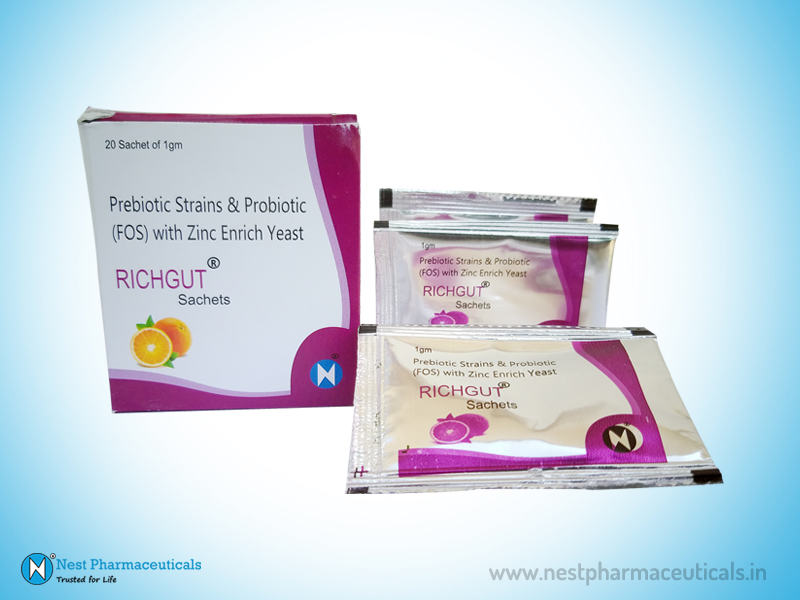 20 Sachet of 1gm
Prebiotic Strains & Probiotic
(FOS) with Zinc Enrich Yeast
RICHGUT®
Sachets
®
1gm
Prebiotic Strains & Probiotic
(FOS) with Zinc Enrich Yeast
RICHGUT®
Sachets
1gm
Prebiotic Strains & Probiotic
(FOS) with Zinc Enrich Yeast
RICHGUT®
Sachets
Nest Pharmaceuticals
Trusted for Life
www.nestpharmaceuticals.in